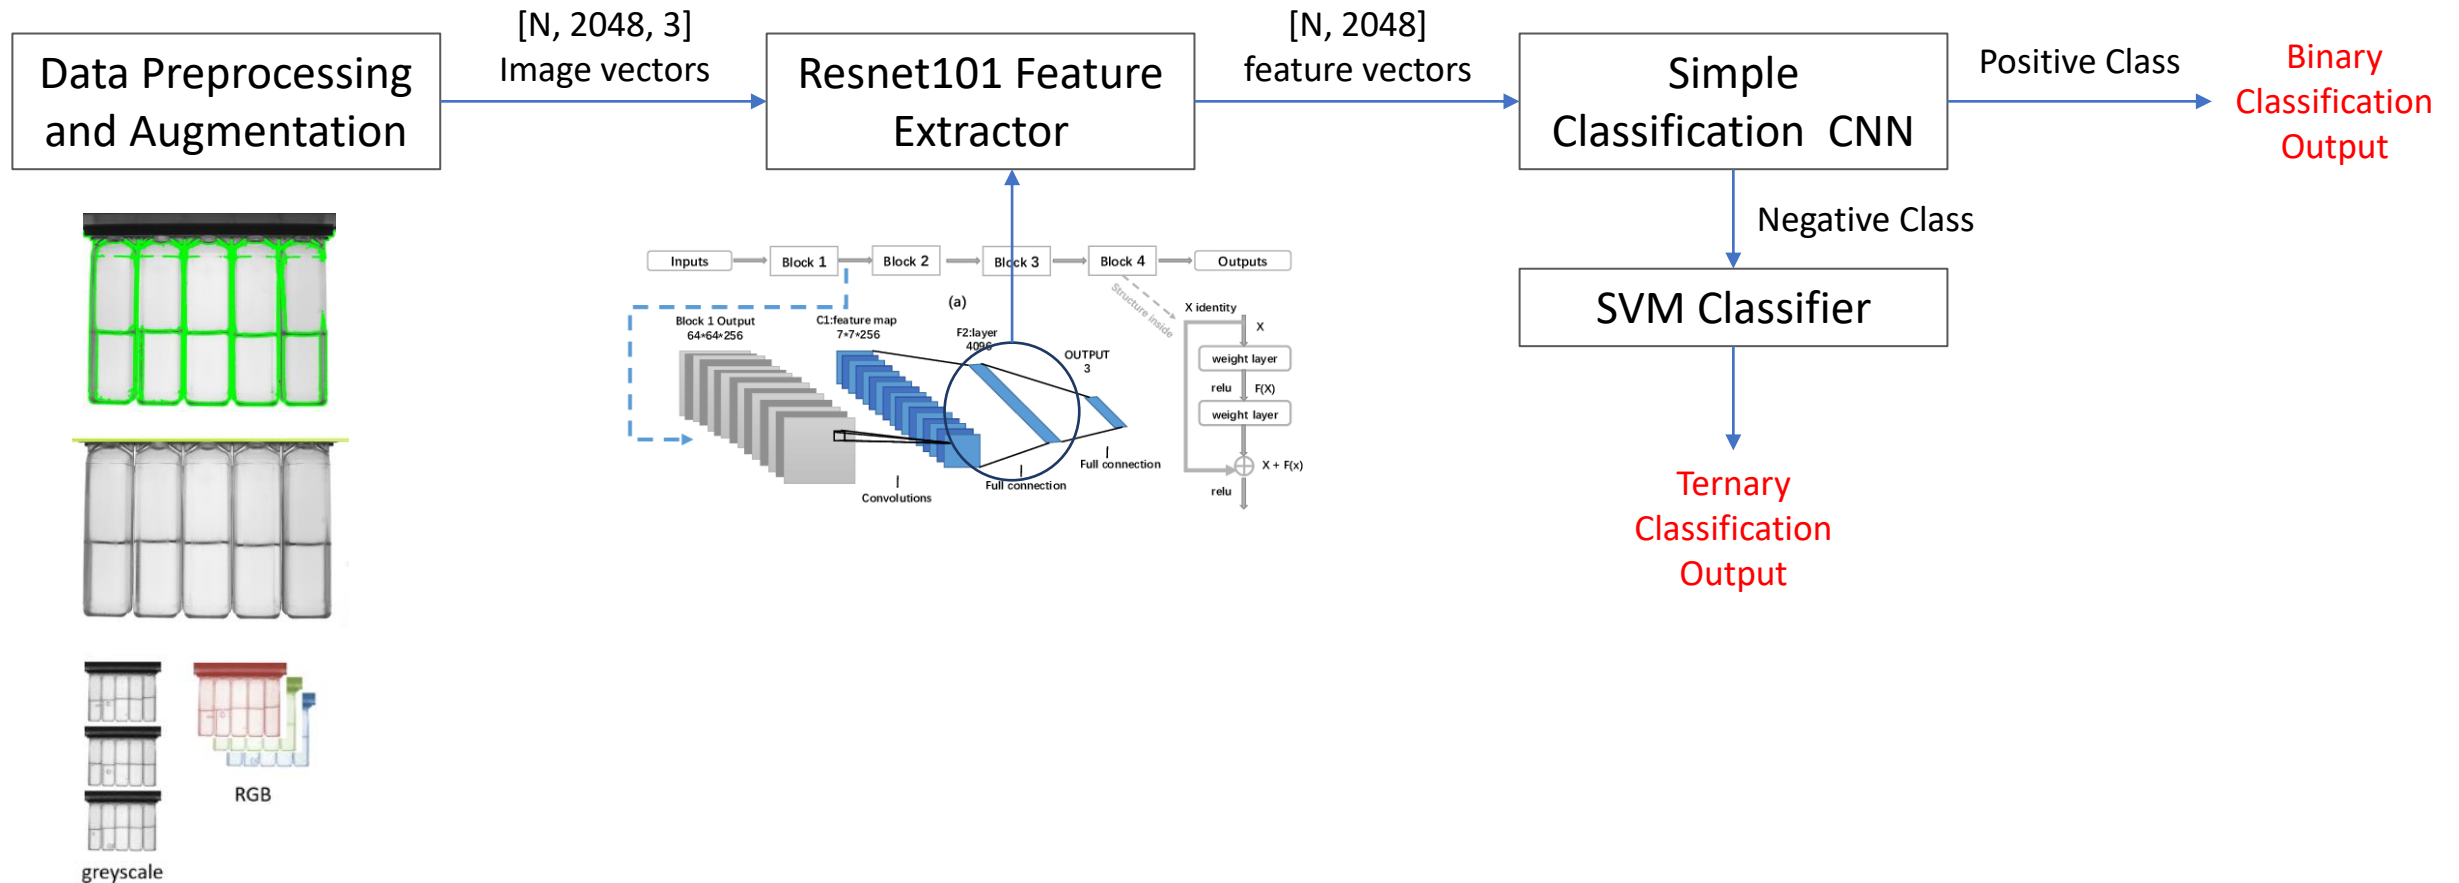 [N, 2048, 3]
Image vectors
[N, 2048]
feature vectors
Data Preprocessing
and Augmentation
Resnet101 Feature
Extractor
Simple
Classification CNN
Positive Class
Binary
Classification
Output
Negative Class
SVM Classifier
Ternary
Classification
Output
Inputs
Block 1
Block 2
Block 3
Block 4
Outputs
(a)
Structure inside
Block 1 Output
64*64*256
C1:feature map
7*7*256
F2:layer
4096
OUTPUT
3
Convolutions
Full connection
Full connection
X identity
X
weight layer
relu
F(X)
weight layer
X + F(x)
relu
greyscale
RGB